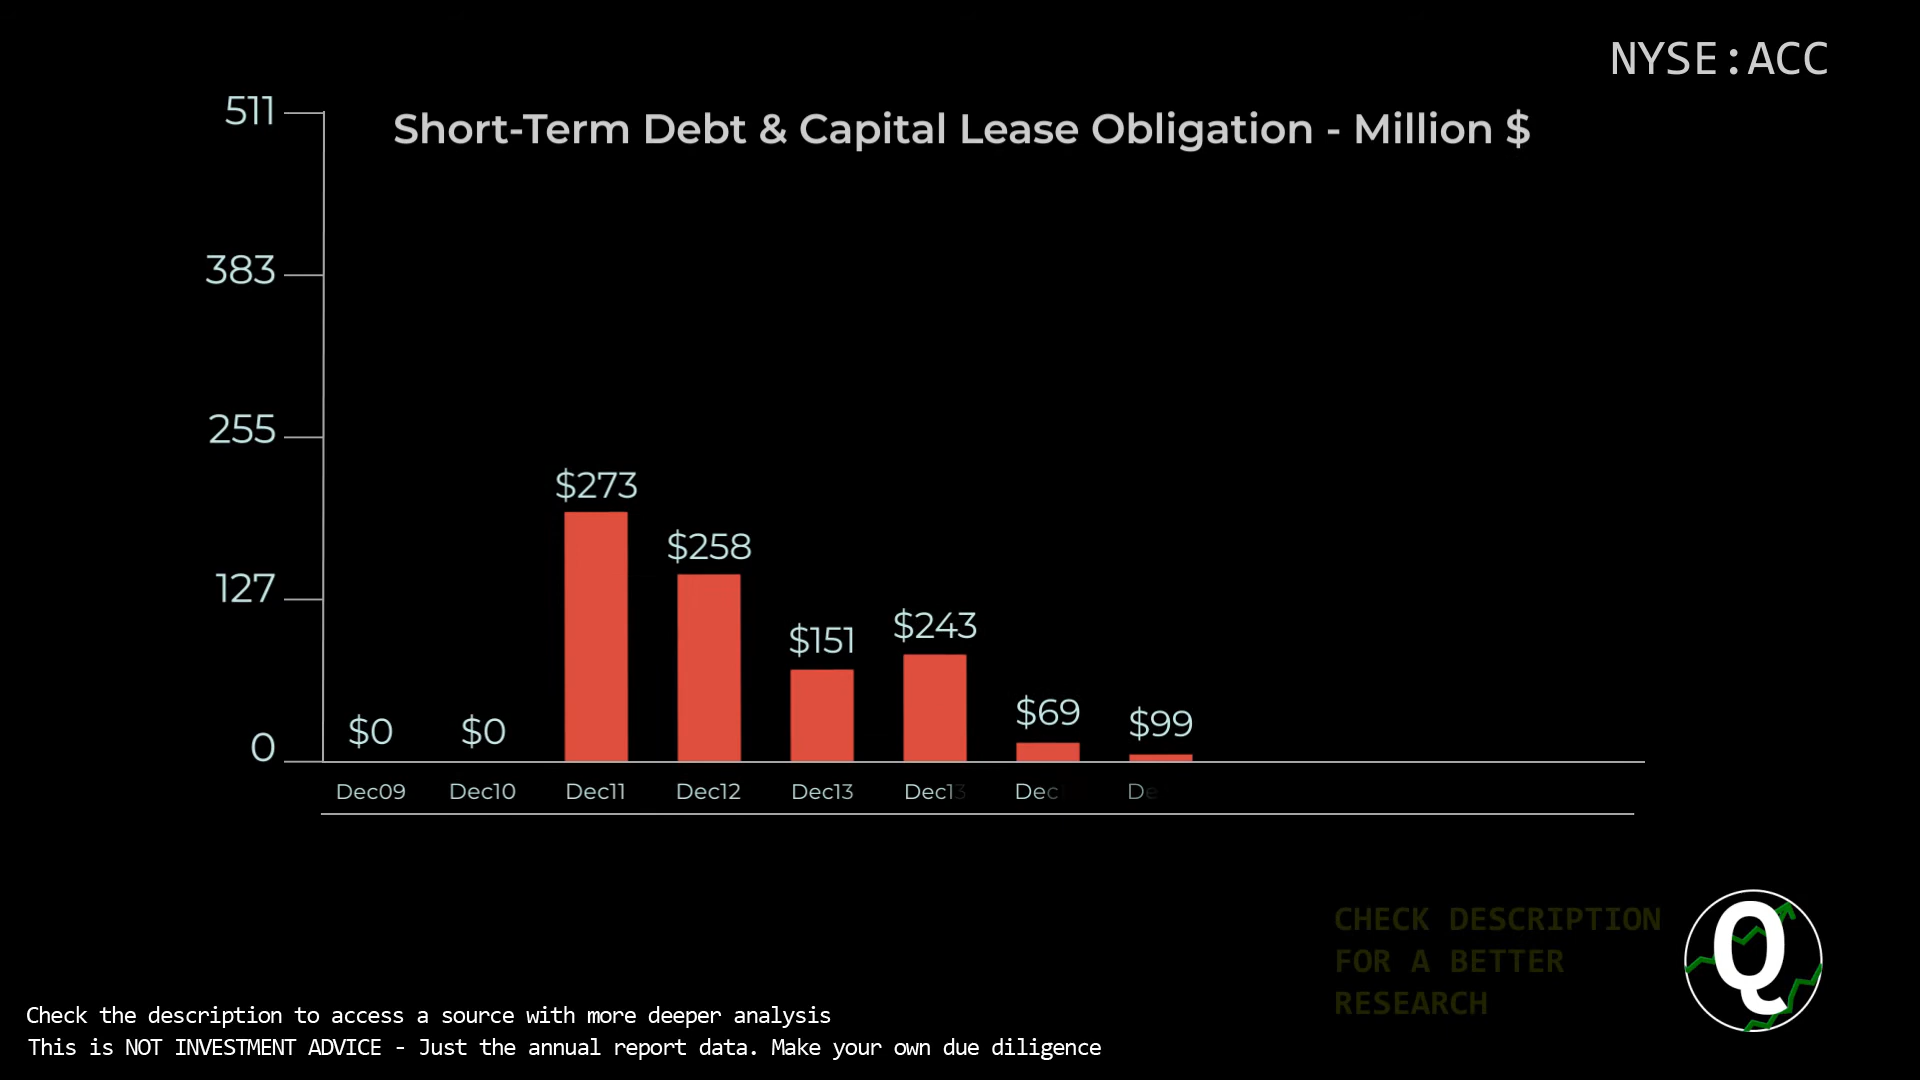 NYSE:ACC
Short-Term Debt & Capital Lease Obligation - Million $
511
383
255
127
0
$0
$0
$273
$258
$151
$243
$69
$99
Dec09
Dec10
Dec11
Dec12
Dec13
Dec13
Dec
De
CHECK DESCRIPTION
FOR A BETTER
RESEARCH
Q
Check the description to access a source with more deeper analysis
This is NOT INVESTMENT ADVICE - Just the annual report data. Make your own due diligence